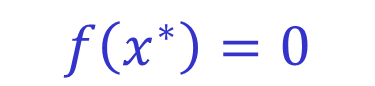 f(x*) = 0